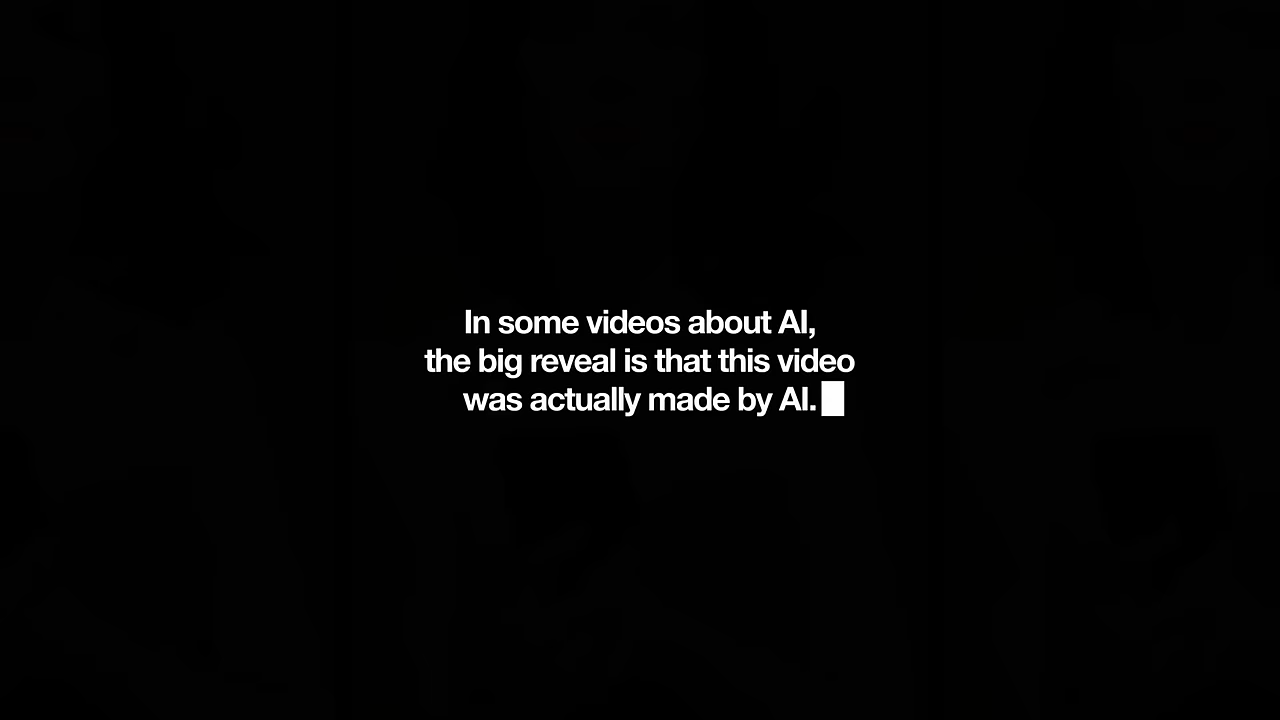 In some videos about AI,
the big reveal is that this video
was actually made by AI.